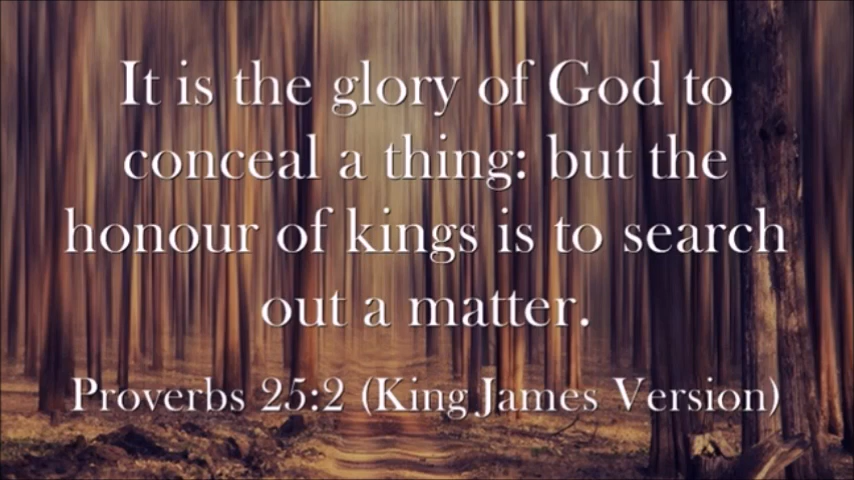 It is the glory of God to
conceal a thing: but the
honour of kings is to search
out a matter.
Proverbs 25:2 (King James Version)